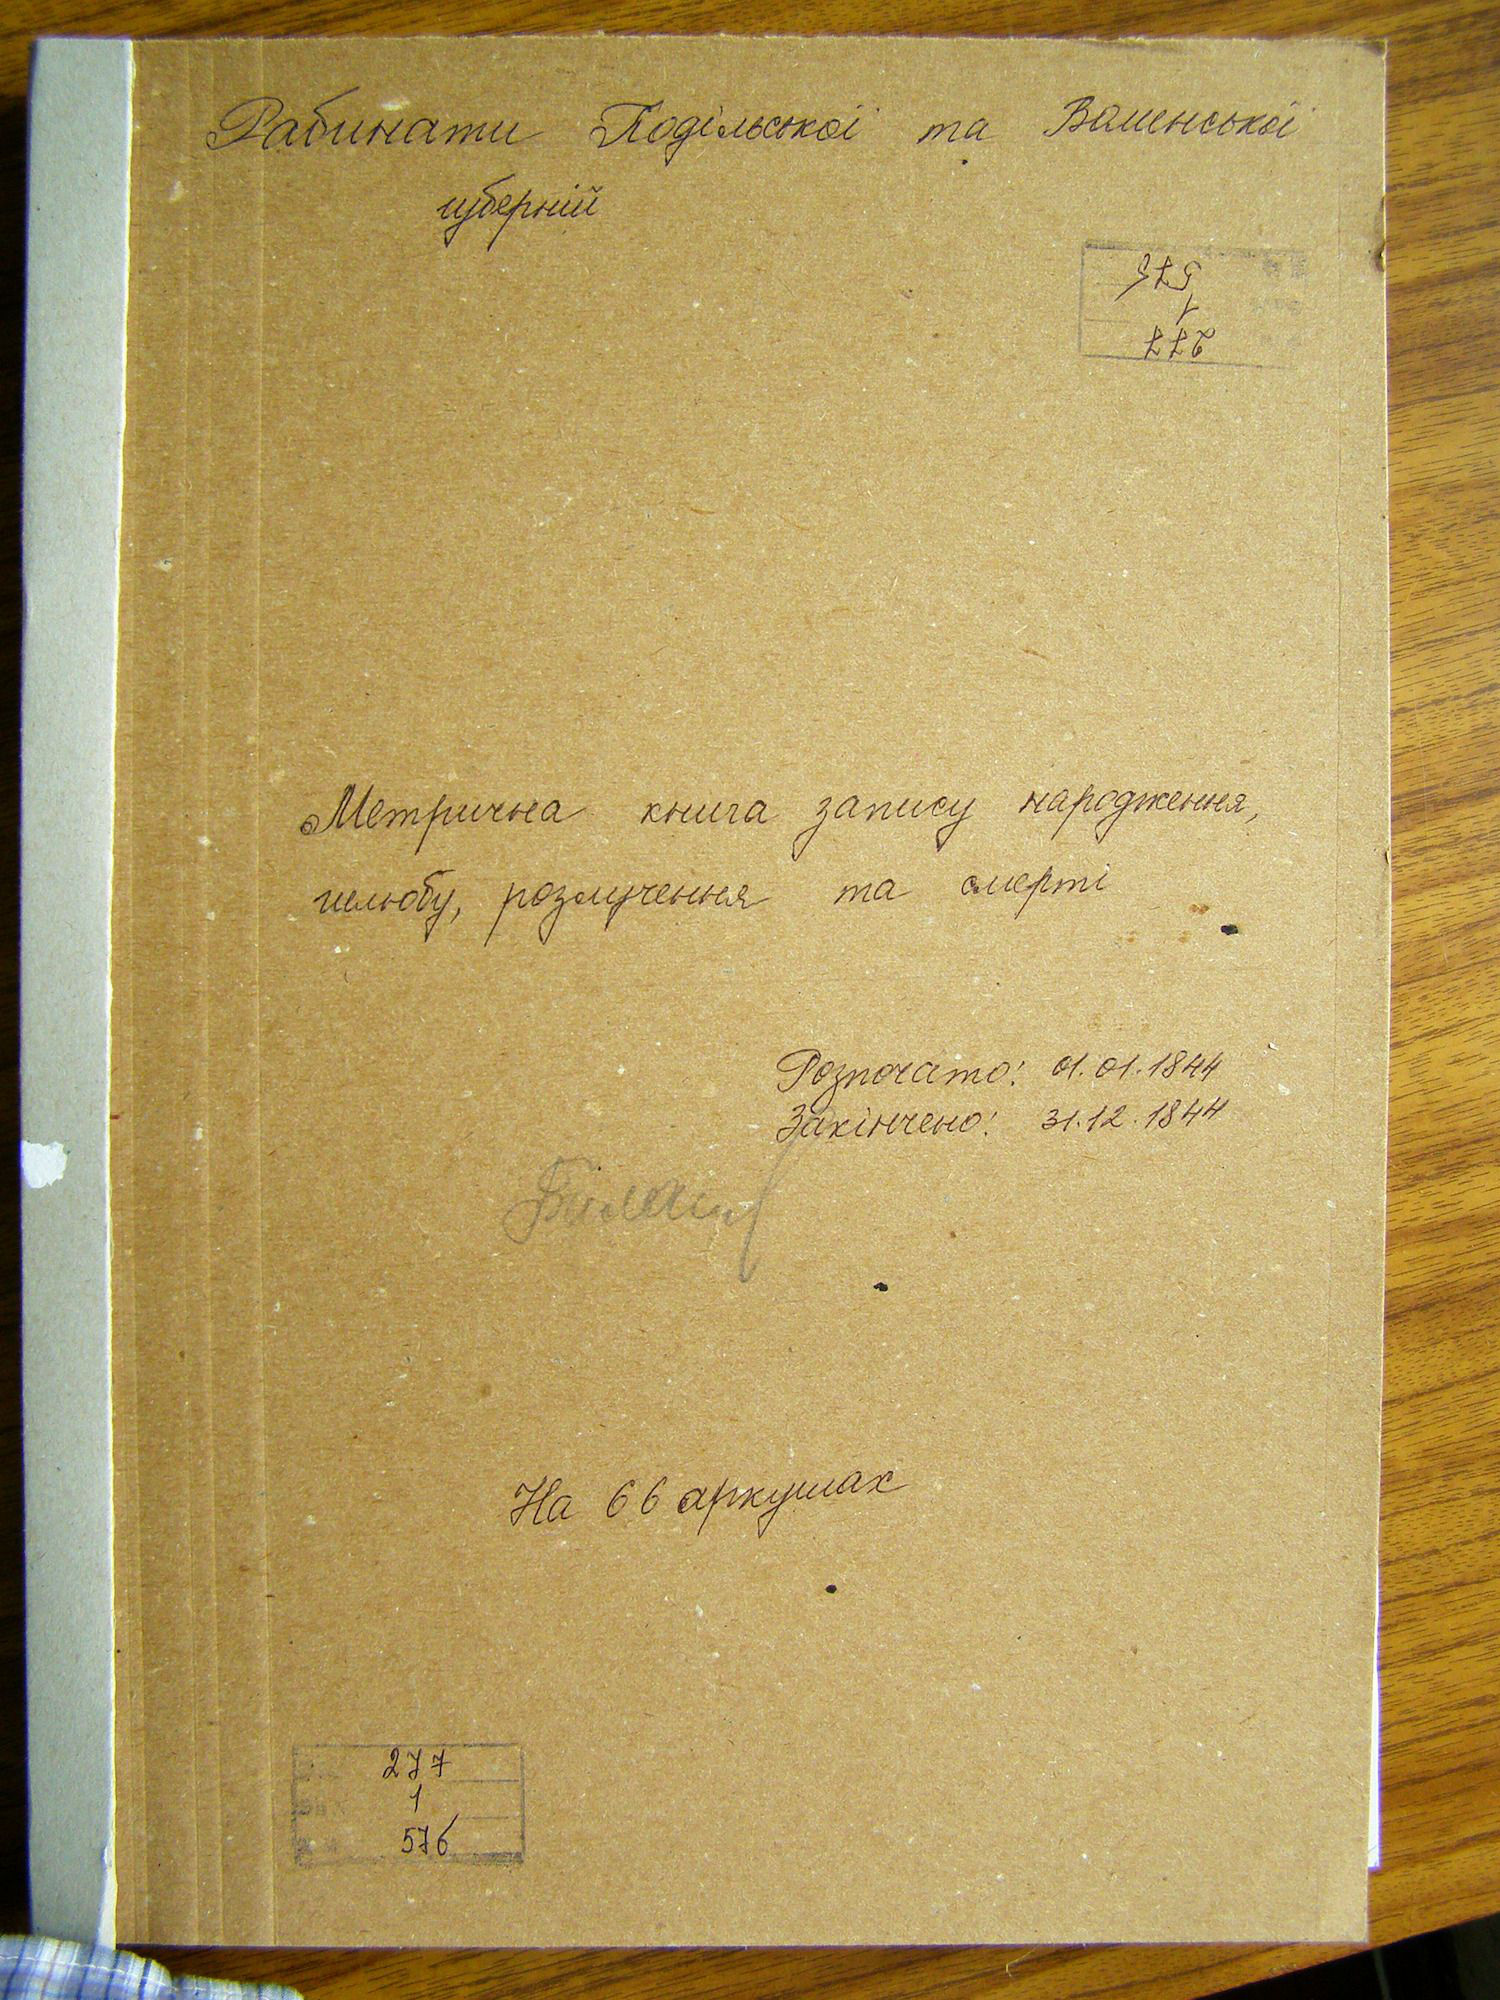 Рабинати Подільської та Воленської
губерній
277
1
575
Метрична книга запису народження,
шлюбу, розлучення та смерті
Розпочато: 01.01.1844
Закінчено: 31.12.1844
На 66 аркушах
277
1
576